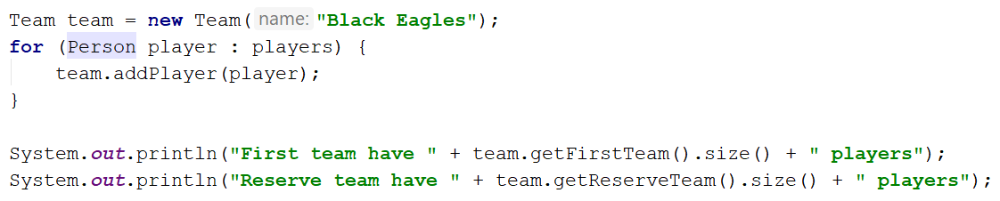 Team team = new Team( name: "Black Eagles");
for (Person player : players) {
    team.addPlayer(player);
}
System.out.println("First team have " + team.getFirstTeam().size() + " players");
System.out.println("Reserve team have " + team.getReserveTeam().size() + " players");